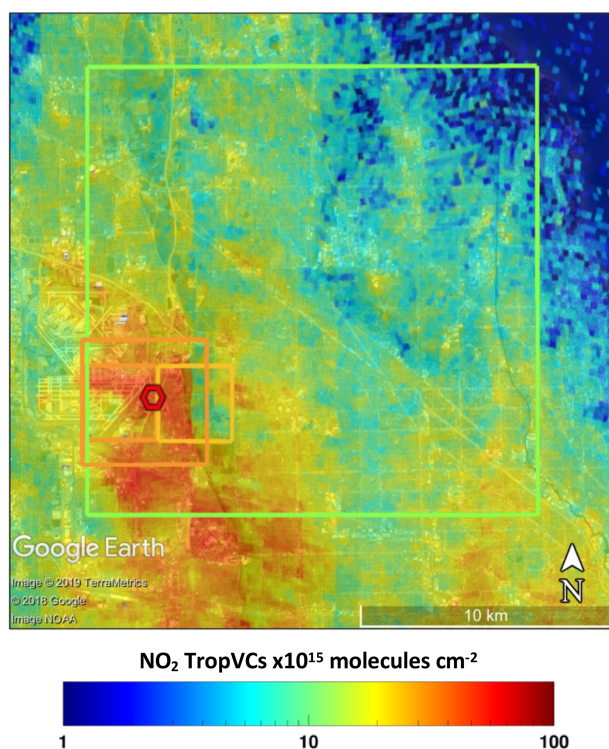 Google Earth
Image © 2019 TerraMetrics
© 2018 Google
Image NOAA
N
10 km
NO₂ TropVCs x10¹⁵ molecules cm⁻²
1 10 100